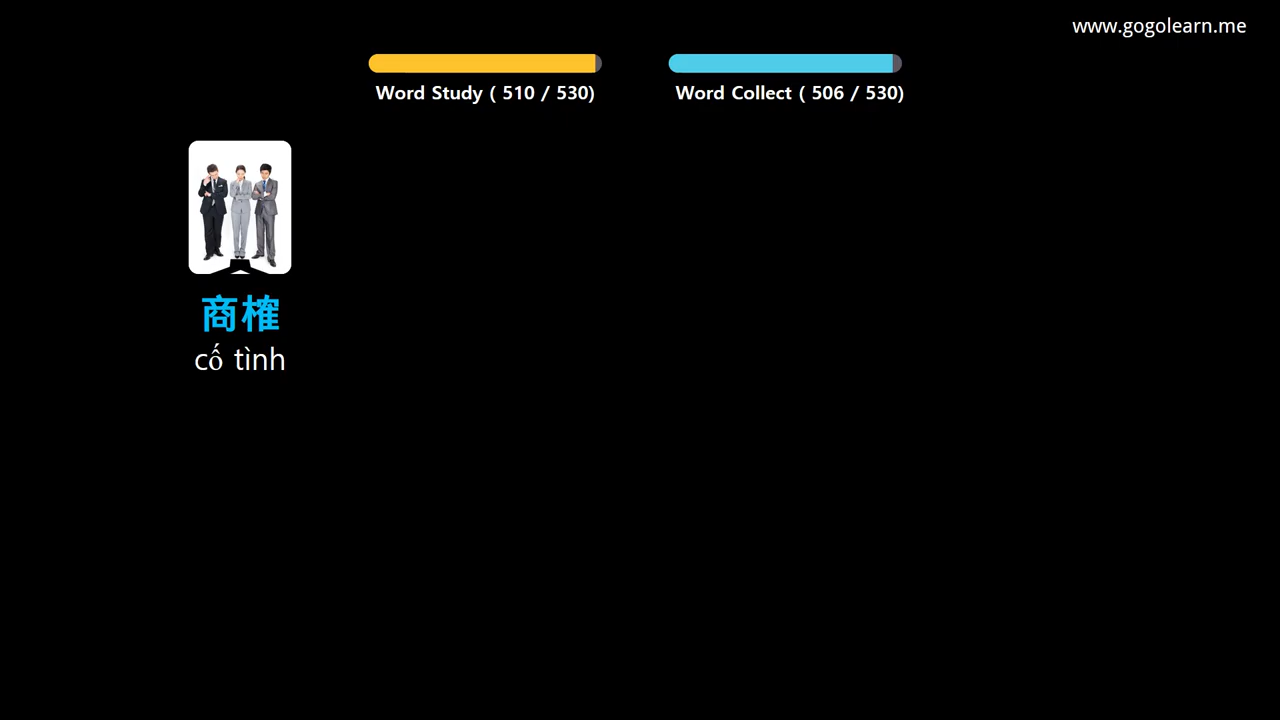 www.gogolearn.me
Word Study ( 510 / 530)
Word Collect ( 506 / 530)
商榷
cố tình